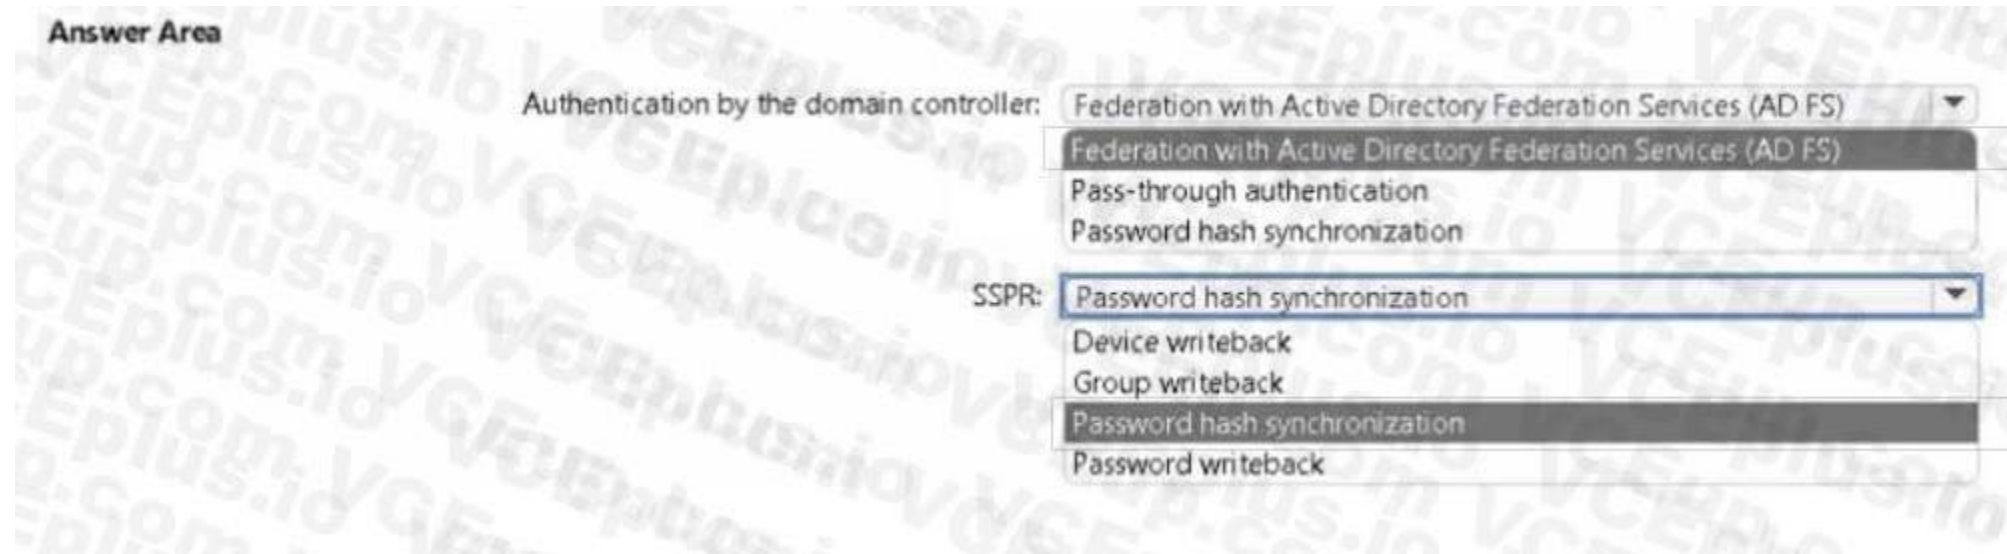 Answer Area
Authentication by the domain controller: Federation with Active Directory Federation Services (AD FS)
Federation with Active Directory Federation Services (AD FS)
Pass-through authentication
Password hash synchronization
SSPR: Password hash synchronization
Device writeback
Group writeback
Password hash synchronization
Password writeback